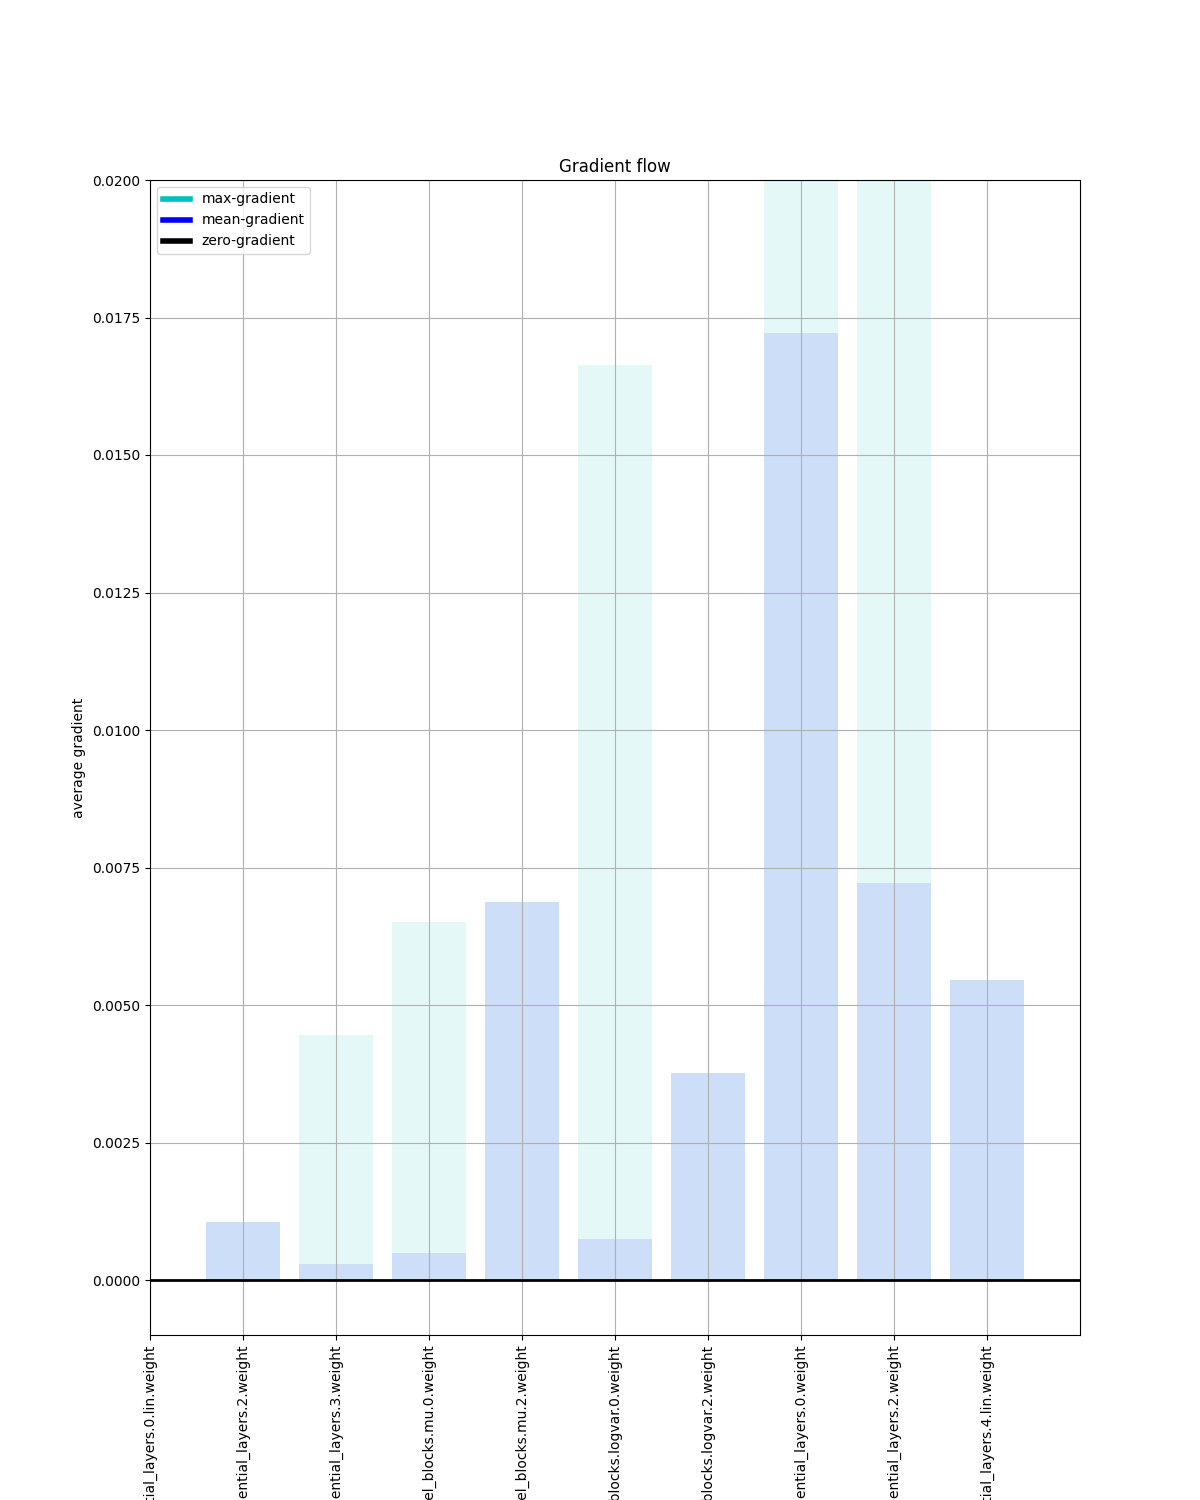 Gradient flow
max-gradient
mean-gradient
zero-gradient
0.0200
0.0175
0.0150
0.0125
0.0100
0.0075
0.0050
0.0025
0.0000
average gradient
tial_layers.0.lin.weight
ential_layers.2.weight
ential_layers.3.weight
el_blocks.mu.0.weight
el_blocks.mu.2.weight
blocks.logvar.0.weight
blocks.logvar.2.weight
ential_layers.0.weight
ential_layers.2.weight
tial_layers.4.lin.weight